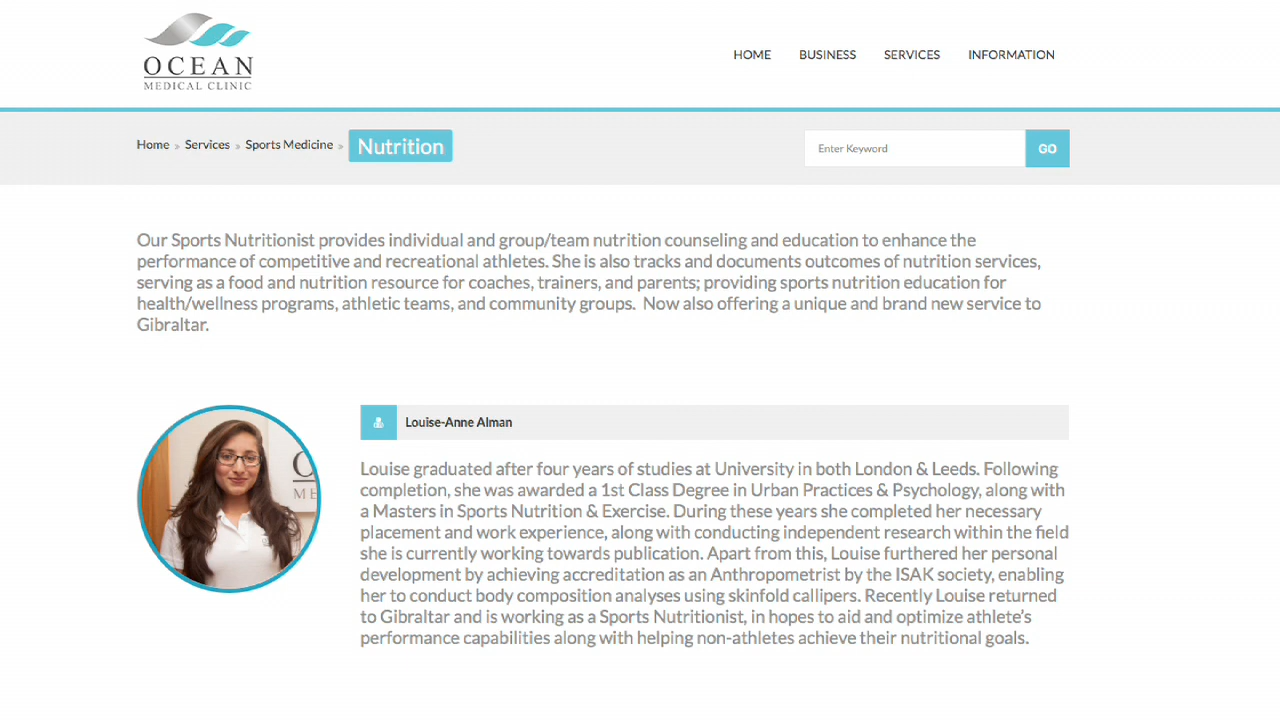 OCEAN
MEDICAL CLINIC
HOME BUSINESS SERVICES INFORMATION
Home » Services » Sports Medicine » Nutrition
Enter Keyword GO
Our Sports Nutritionist provides individual and group/team nutrition counseling and education to enhance the
performance of competitive and recreational athletes. She is also tracks and documents outcomes of nutrition services,
serving as a food and nutrition resource for coaches, trainers, and parents; providing sports nutrition education for
health/wellness programs, athletic teams, and community groups. Now also offering a unique and brand new service to
Gibraltar.
Louise-Anne Alman
Louise graduated after four years of studies at University in both London & Leeds. Following
completion, she was awarded a 1st Class Degree in Urban Practices & Psychology, along with
a Masters in Sports Nutrition & Exercise. During these years she completed her necessary
placement and work experience, along with conducting independent research within the field
she is currently working towards publication. Apart from this, Louise furthered her personal
development by achieving accreditation as an Anthropometrist by the ISAK society, enabling
her to conduct body composition analyses using skinfold callipers. Recently Louise returned
to Gibraltar and is working as a Sports Nutritionist, in hopes to aid and optimize athlete's
performance capabilities along with helping non-athletes achieve their nutritional goals.
O
ME